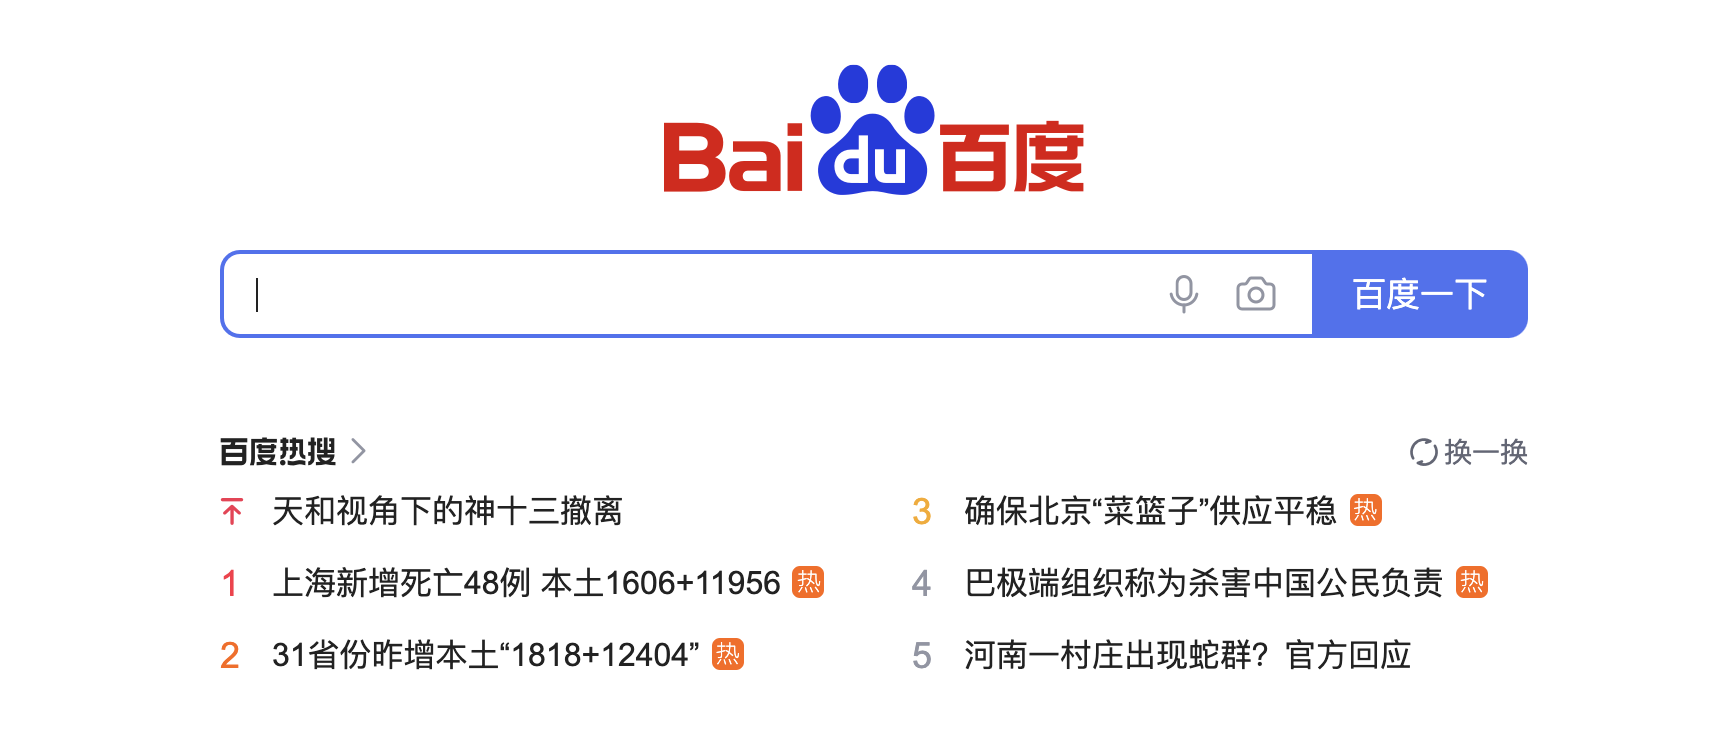 Baidu百度
百度一下
百度热搜
换一换
天和视角下的神十三撤离
1 上海新增死亡48例 本土1606+11956 热
2 31省份昨增本土“1818+12404” 热
3 确保北京“菜篮子”供应平稳 热
4 巴极端组织称为杀害中国公民负责 热
5 河南一村庄出现蛇群？官方回应